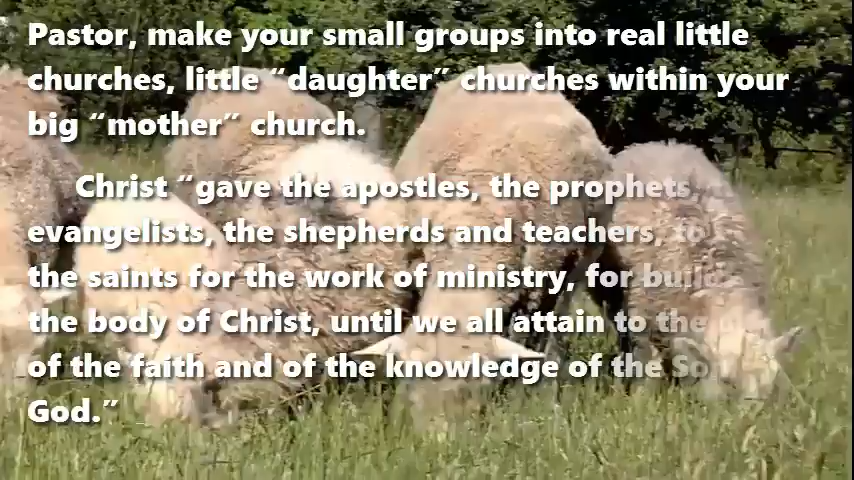 Pastor, make your small groups into real little
churches, little “daughter” churches within your
big “mother” church.
Christ “gave the apostles, the prophets,
evangelists, the shepherds and teachers, to
the saints for the work of ministry, for
the body of Christ, until we all attain to the
of the faith and of the knowledge of the
God.”